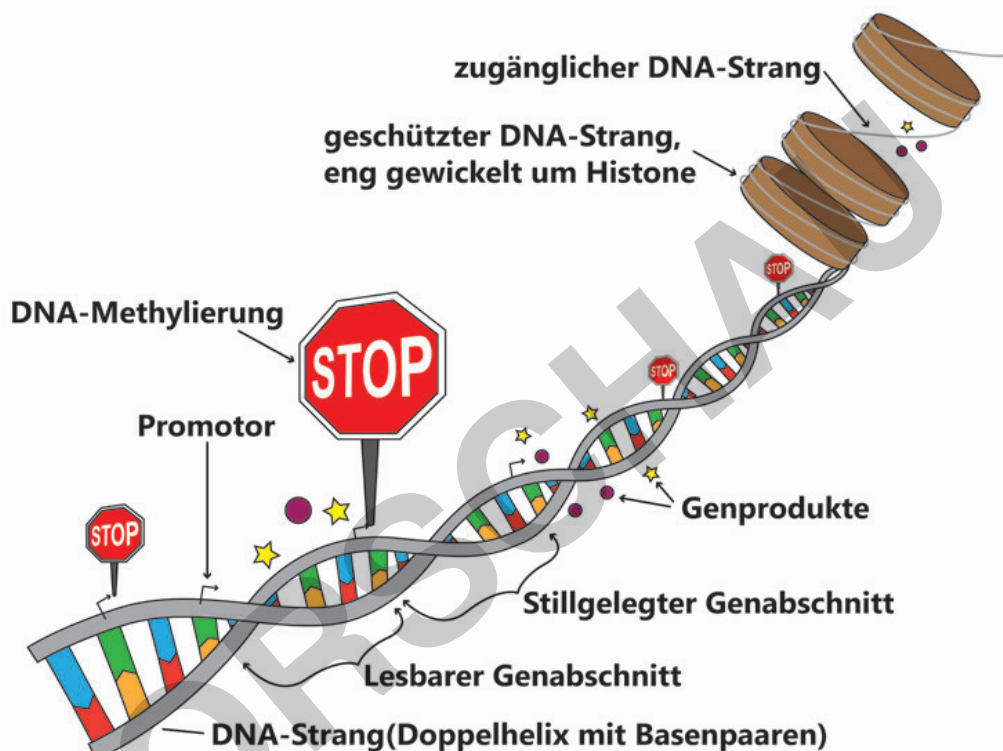 zugänglicher DNA-Strang
geschützter DNA-Strang,
eng gewickelt um Histone
STOP
DNA-Methylierung
STOP
STOP
Promotor
Genprodukte
STOP
Stillgelegter Genabschnitt
Lesbarer Genabschnitt
DNA-Strang(Doppelhelix mit Basenpaaren)
ORSCHAU